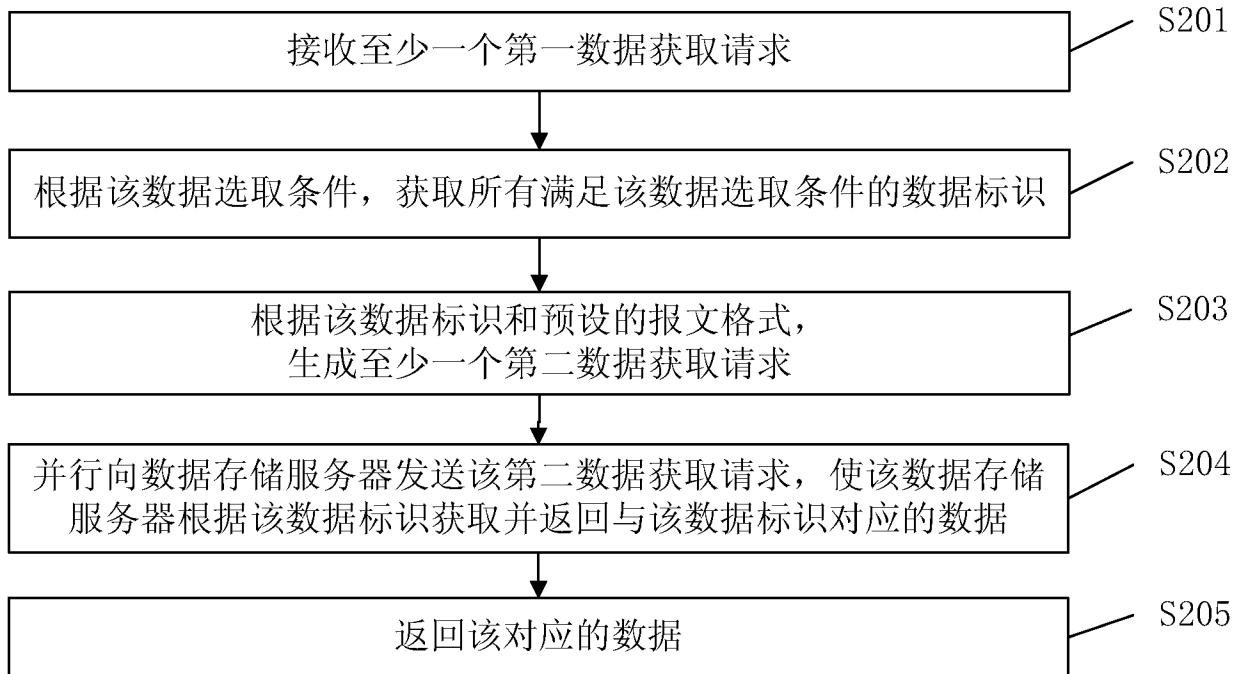 接收至少一个第一数据获取请求
S201
根据该数据选取条件，获取所有满足该数据选取条件的数据标识
S202
根据该数据标识和预设的报文格式，
生成至少一个第二数据获取请求
S203
并行向数据存储服务器发送该第二数据获取请求，使该数据存储
服务器根据该数据标识获取并返回与该数据标识对应的数据
S204
返回该对应的数据
S205